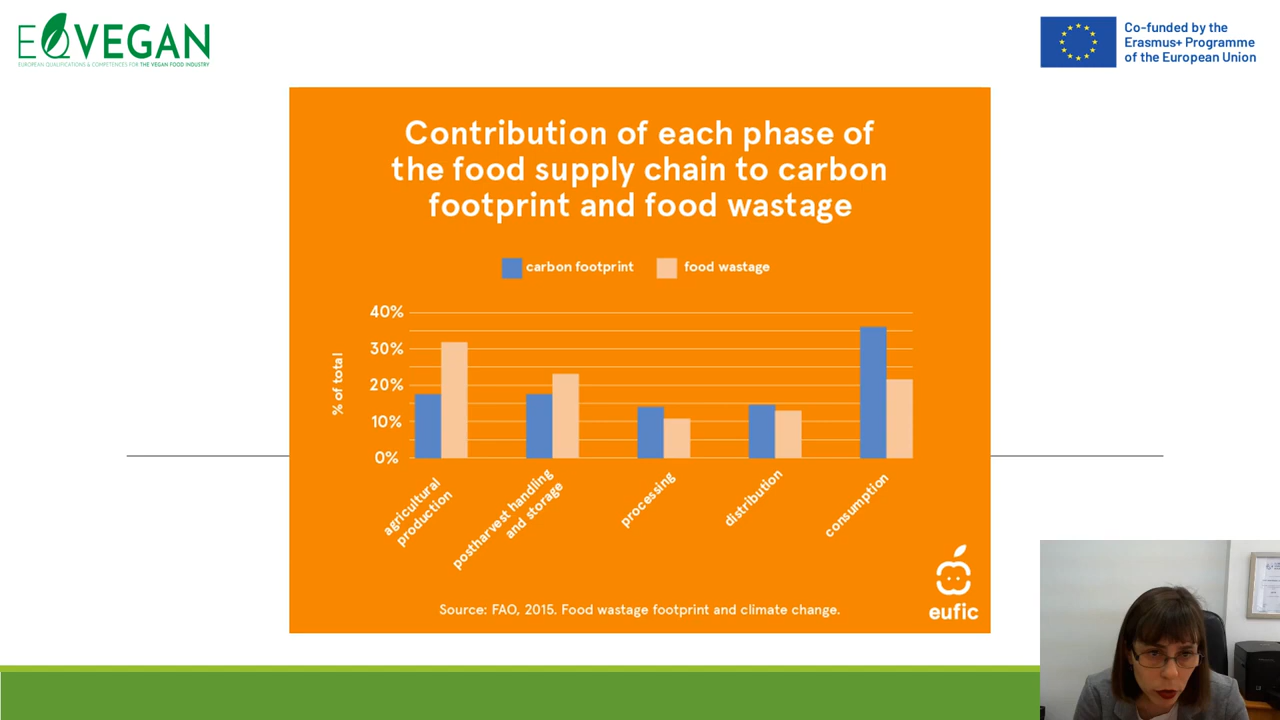 EQVEGAN
EUROPEAN QUALIFICATIONS & COMPETENCES FOR THE VEGAN FOOD INDUSTRY
Co-funded by the
Erasmus+ Programme
of the European Union
Contribution of each phase of
the food supply chain to carbon
footprint and food wastage
carbon footprint
food wastage
% of total
40%
30%
20%
10%
0%
agricultural
production
postharvest handling
and storage
processing
distribution
consumption
eufic
Source: FAO, 2015. Food wastage footprint and climate change.